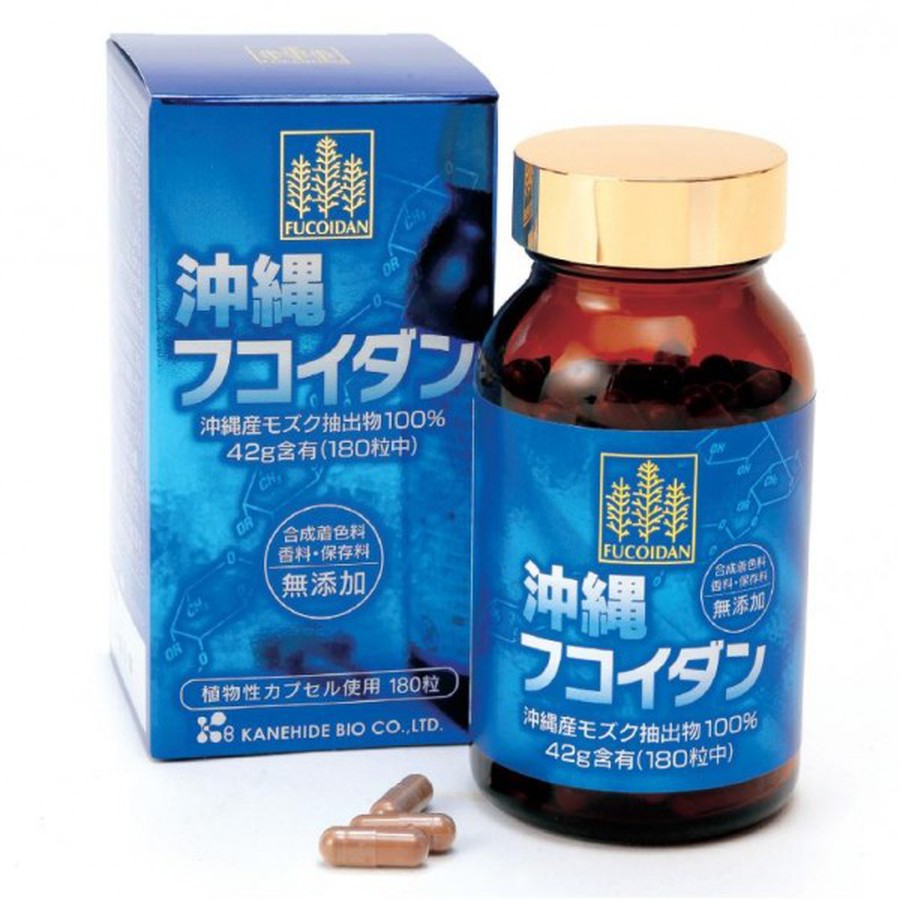 FUCOIDAN
沖縄
フコイダン
沖縄産モズク抽出物100%
42g含有(180粒中)
合成着色料
香料・保存料
無添加
植物性カプセル使用 180粒
KANEHIDE BIO CO.,LTD.
FUCOIDAN
合成着色料
香料・保存料
無添加
沖縄
フコイダン
沖縄産モズク抽出物100%
42g含有(180粒中)